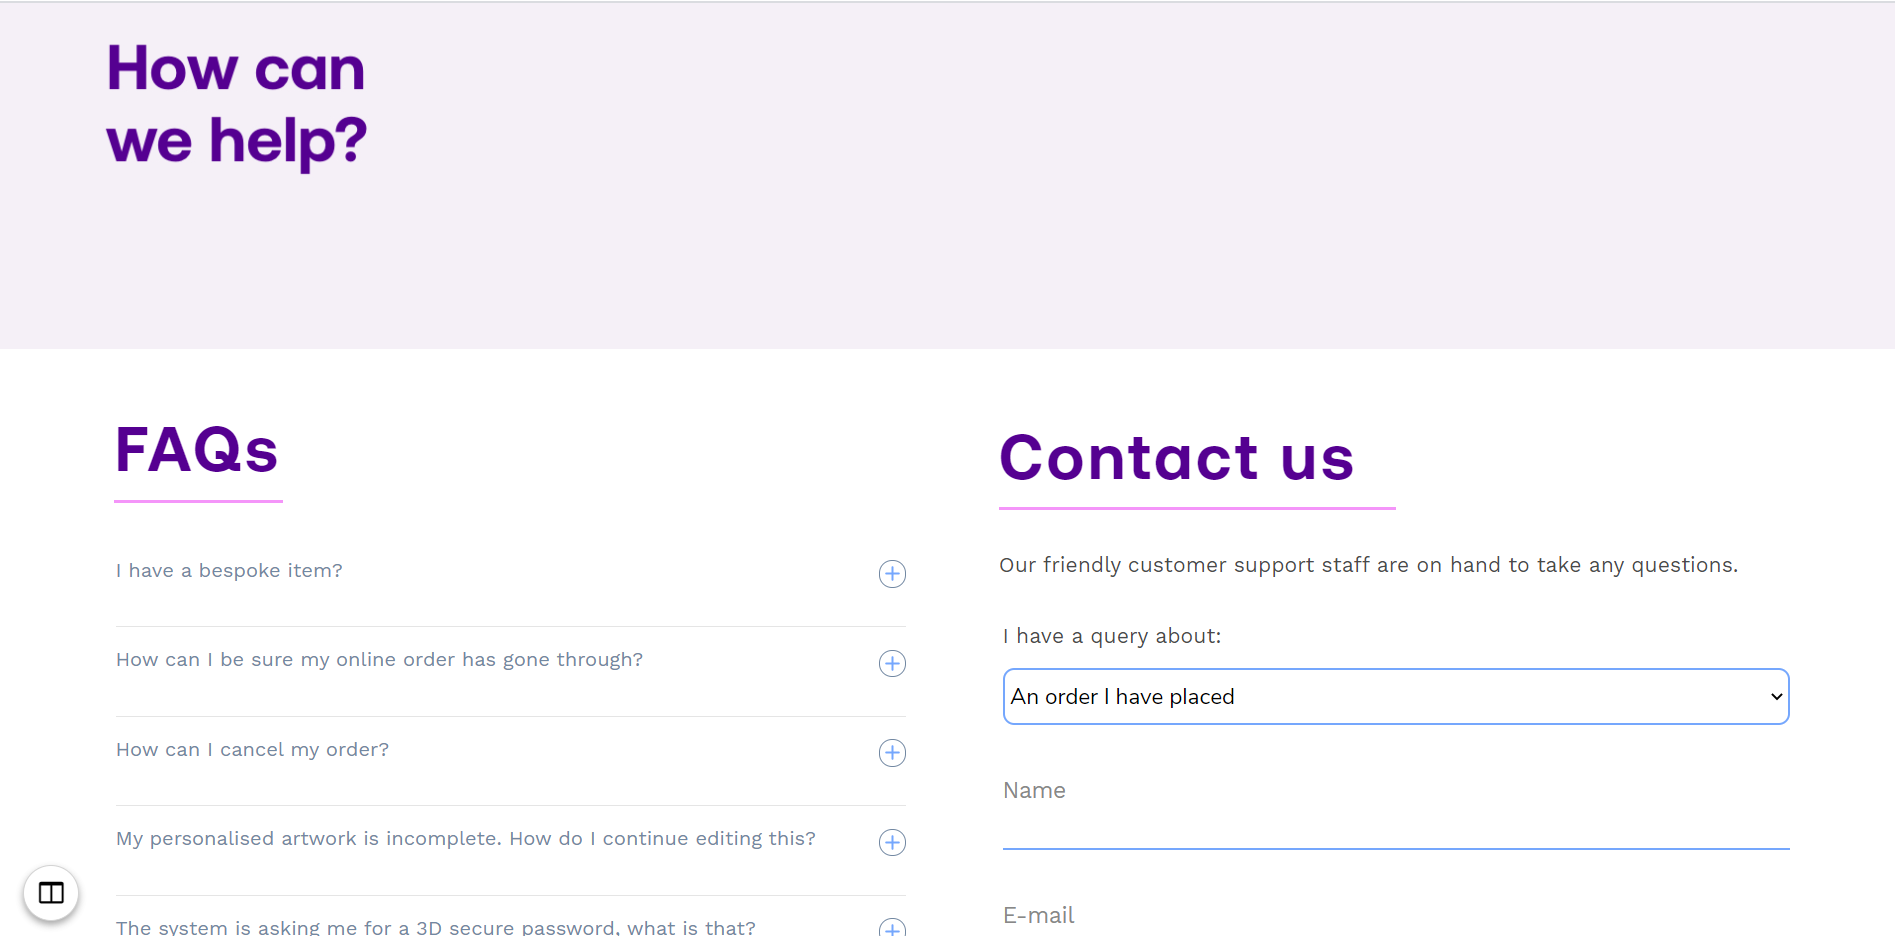 How can
we help?
FAQs
I have a bespoke item?
How can I be sure my online order has gone through?
How can I cancel my order?
My personalised artwork is incomplete. How do I continue editing this?
The system is asking me for a 3D secure password, what is that?
Contact us
Our friendly customer support staff are on hand to take any questions.
I have a query about:
An order I have placed
Name
E-mail